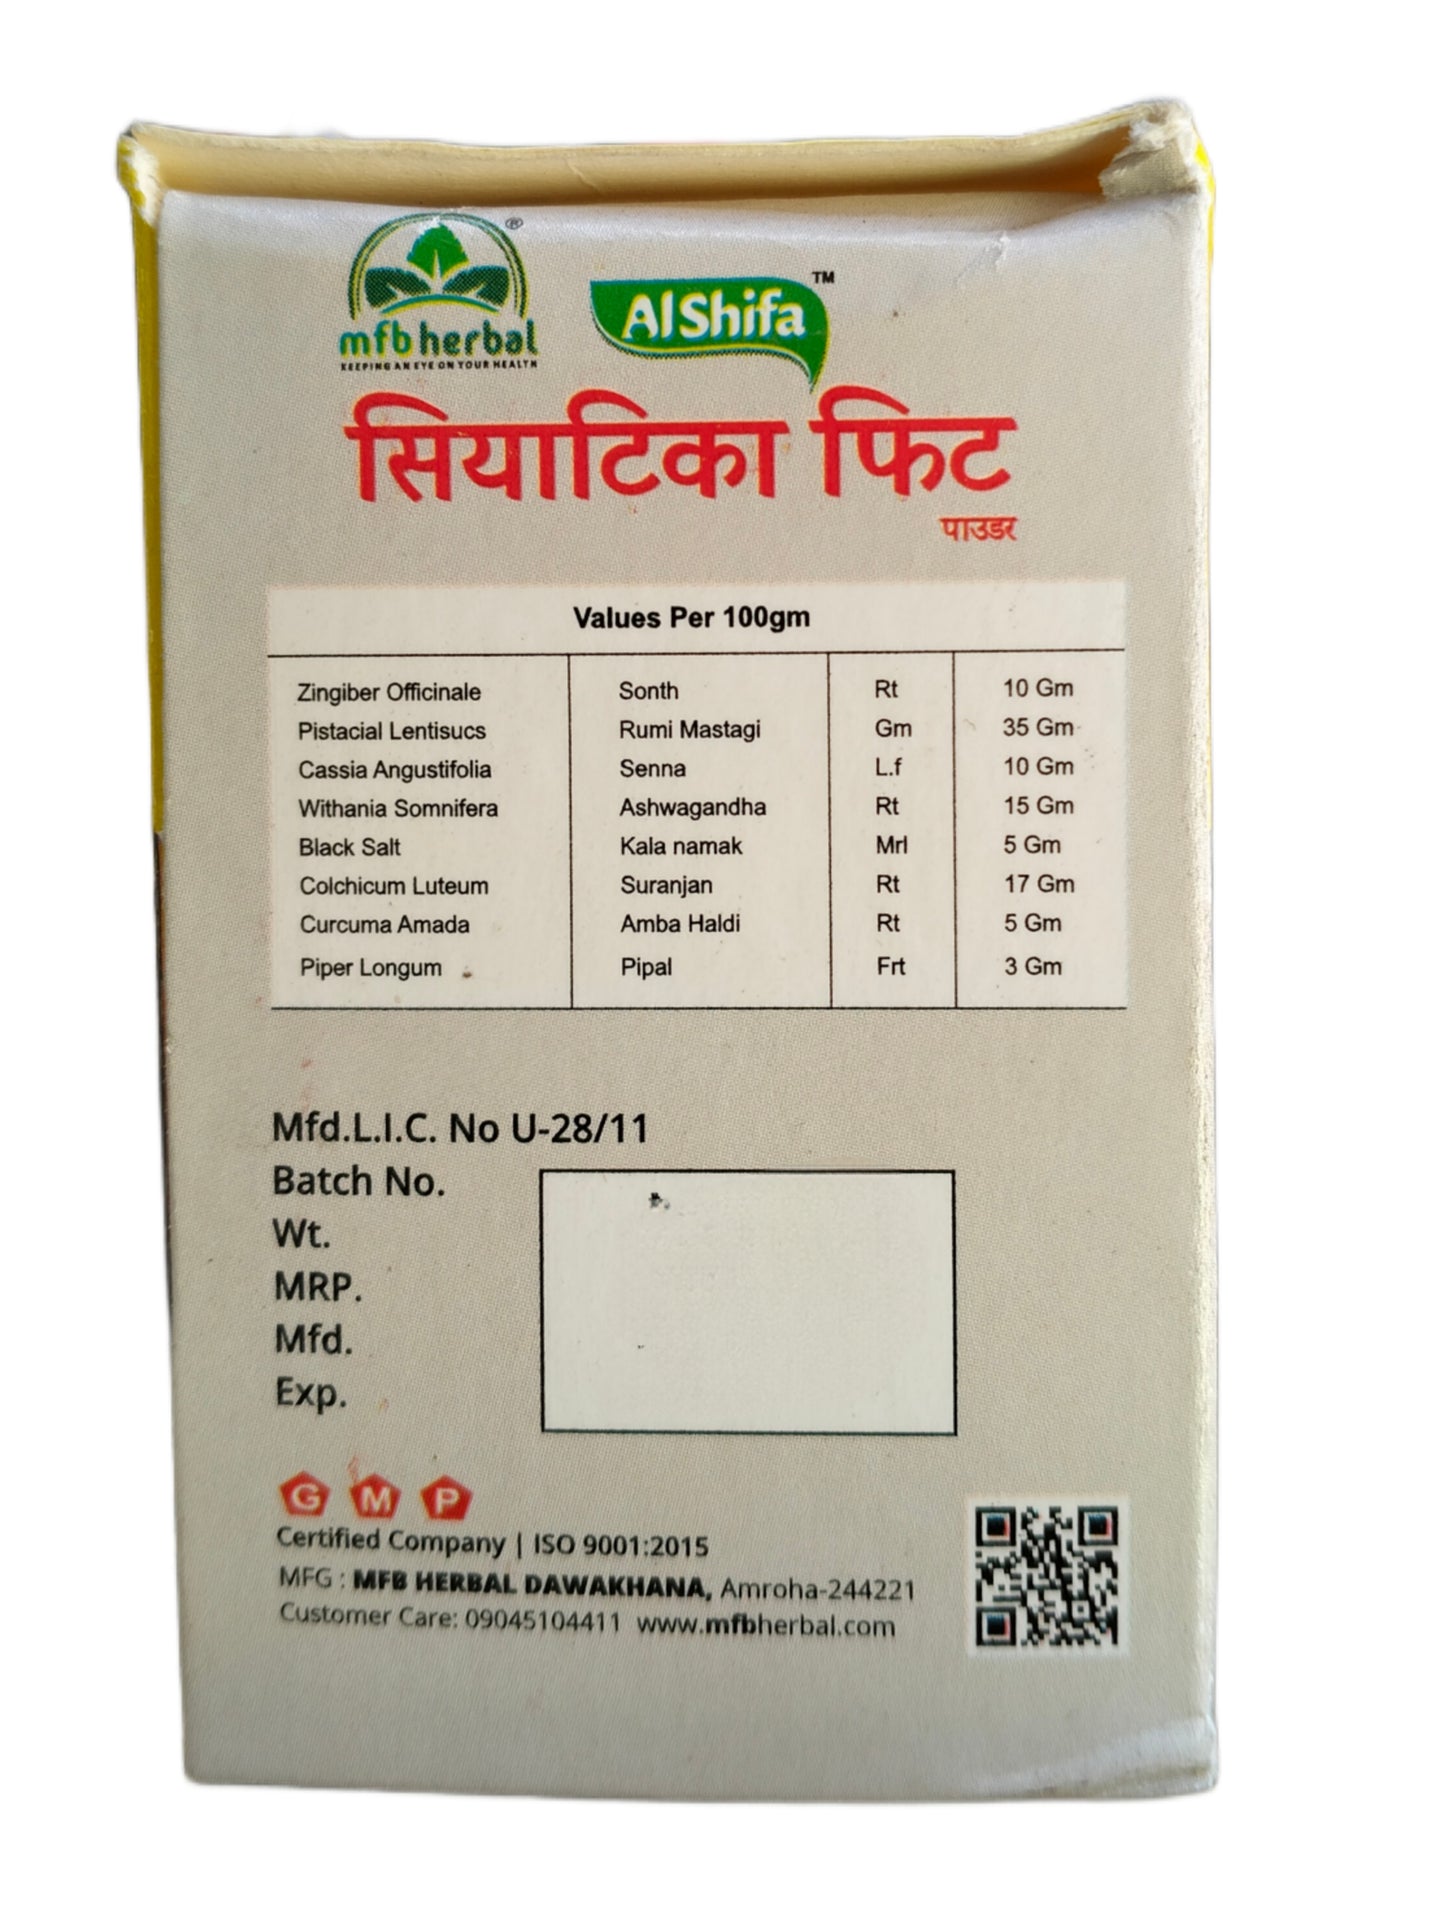 ®
mfb herbal
KEEPING AN EYE ON YOUR HEALTH
AlShifa TM
सियाटिका फिट
पाउडर
Values Per 100gm
Zingiber Officinale Sonth Rt 10 Gm
Pistacial Lentisucs Rumi Mastagi Gm 35 Gm
Cassia Angustifolia Senna L.f 10 Gm
Withania Somnifera Ashwagandha Rt 15 Gm
Black Salt Kala namak Mrl 5 Gm
Colchicum Luteum Suranjan Rt 17 Gm
Curcuma Amada Amba Haldi Rt 5 Gm
Piper Longum Pipal Frt 3 Gm
Mfd.L.I.C. No U-28/11
Batch No.
Wt.
MRP.
Mfd.
Exp.
G M P
Certified Company | ISO 9001:2015
MFG : MFB HERBAL DAWAKHANA, Amroha-244221
Customer Care: 09045104411 www.mfbherbal.com